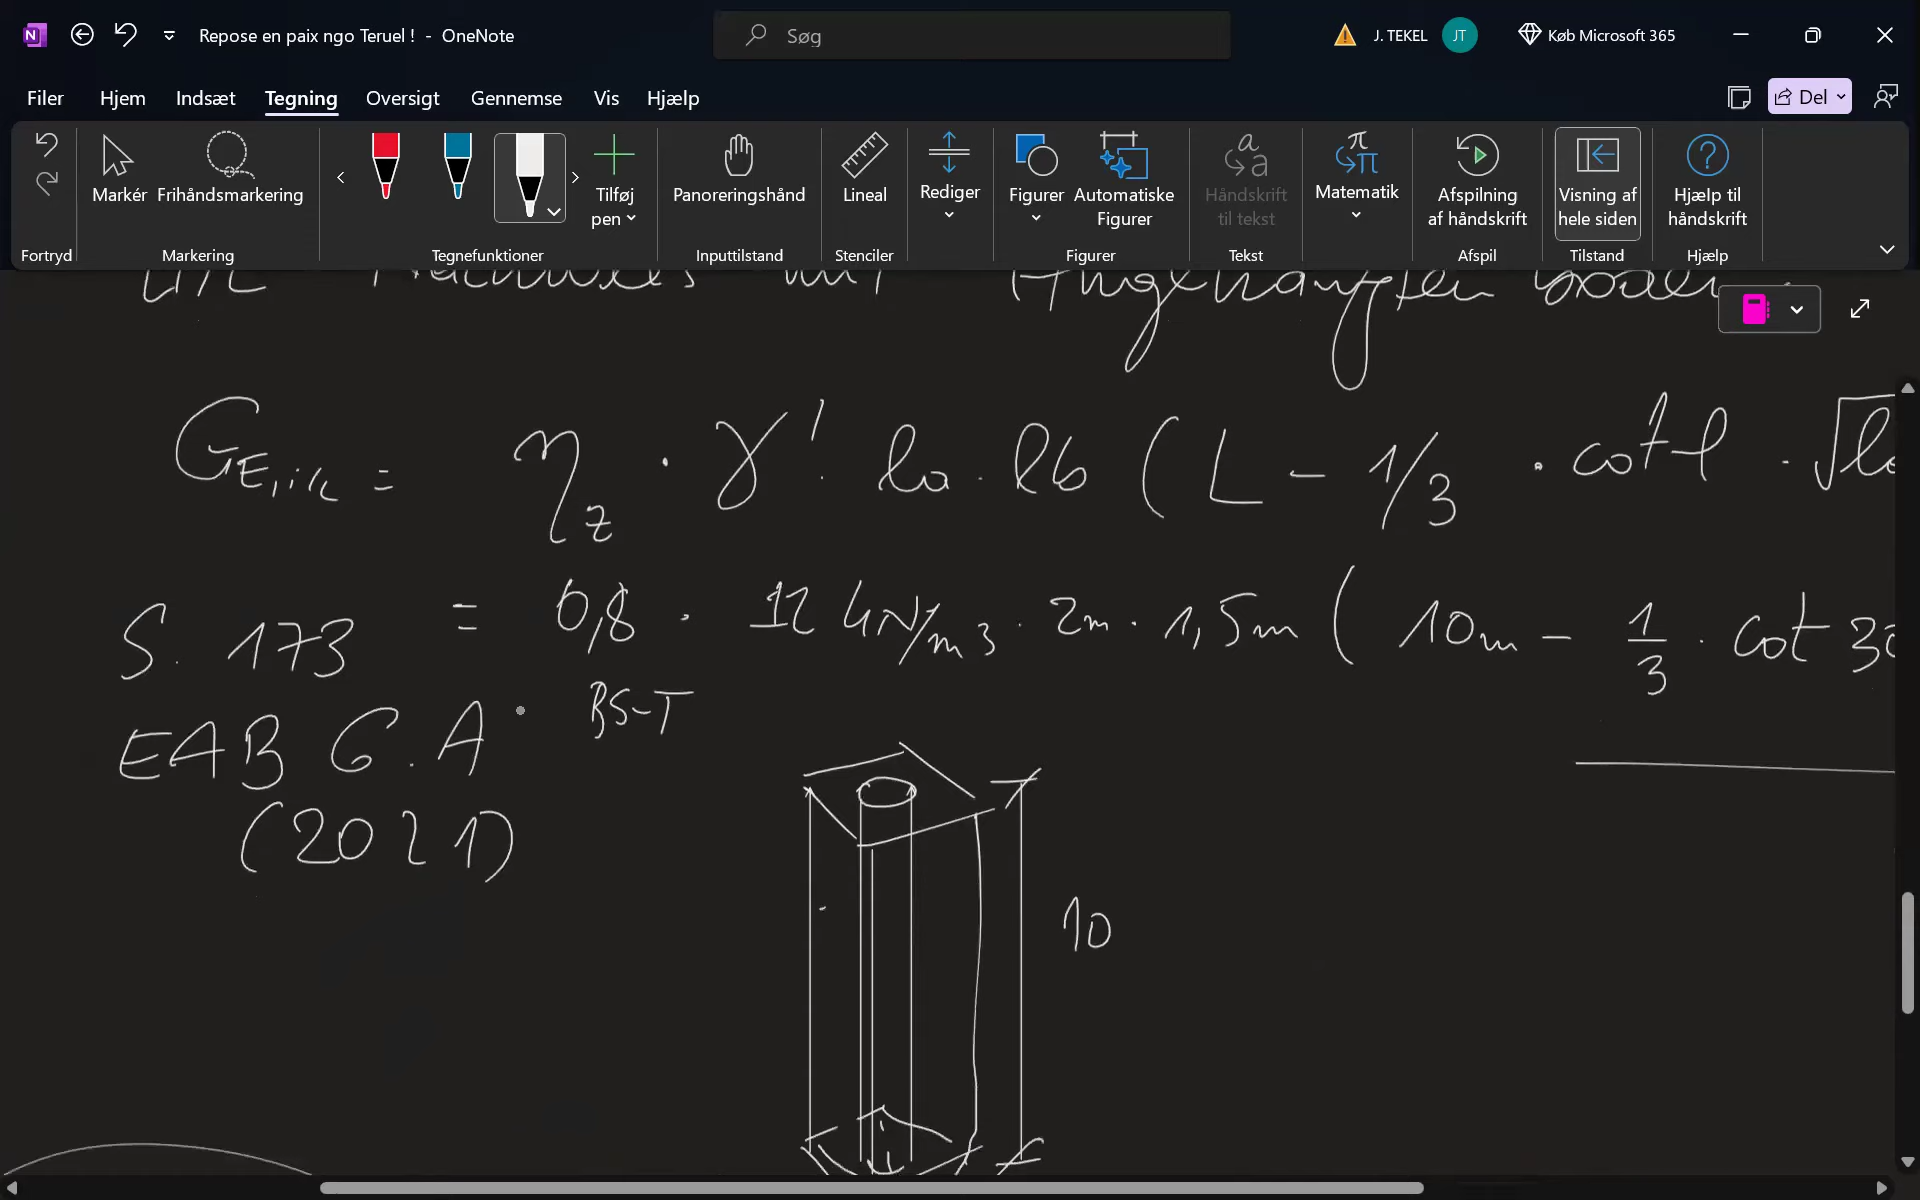 Repose en paix ngo Teruel ! - OneNote
Søg
J. TEKEL
JT
Køb Microsoft 365
Filer Hjem Indsæt Tegning Oversigt Gennemse Vis Hjælp
Del
Markér
Frihåndsmarkering
Tilføj pen
Panoreringshånd
Lineal
Rediger
Figurer
Automatiske Figurer
Håndskrift til tekst
Matematik
Afspilning af håndskrift
Visning af hele siden
Hjælp til håndskrift
Fortryd
Markering
Tegnefunktioner
Inputtilstand
Stenciler
Figurer
Tekst
Afspil
Tilstand
Hjælp
G E,i,k = ηz · γ' · la · lb ( L - 1/3 · cot φ · √
= 0,8 · 12 kN/m3 · 2m · 1,5m ( 10m - 1/3 · cot 30
S. 173
BS-T
EAB 6. A
(2021)
10